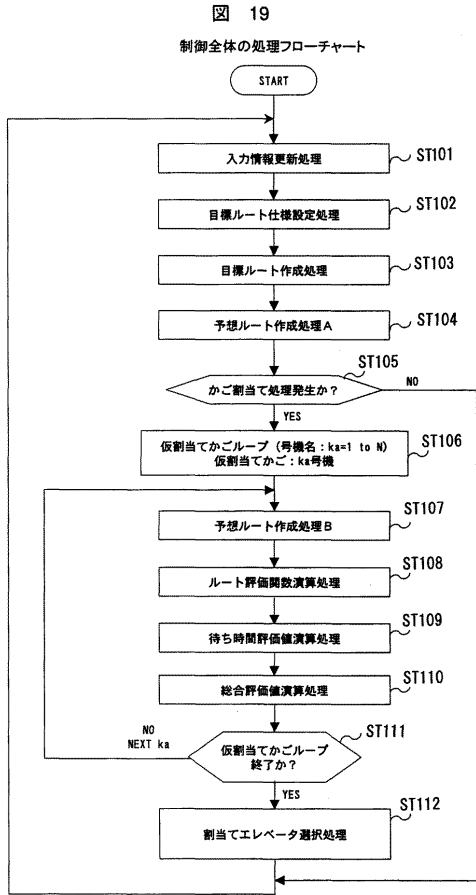 図 19
制御全体の処理フローチャート
START
入力情報更新処理
ST101
目標ルート仕様設定処理
ST102
目標ルート作成処理
ST103
予想ルート作成処理A
ST104
かご割当て処理発生か?
ST105
NO
YES
仮割当てかごループ (号機名:ka=1 to N)
仮割当てかご:ka号機
ST106
予想ルート作成処理B
ST107
ルート評価関数演算処理
ST108
待ち時間評価値演算処理
ST109
総合評価値演算処理
ST110
仮割当てかごループ
終了か?
ST111
NO
NEXT ka
YES
割当てエレベータ選択処理
ST112